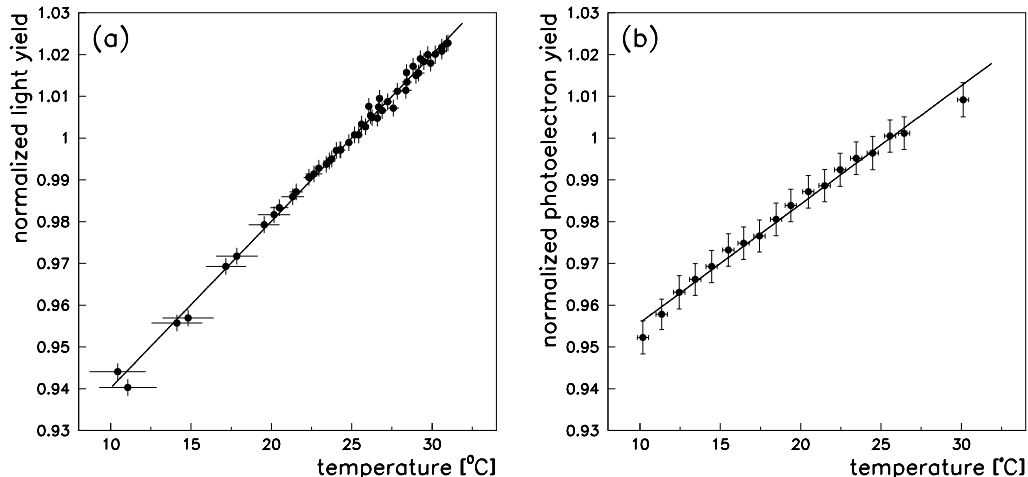 (a)
normalized light yield
1.03
1.02
1.01
1
0.99
0.98
0.97
0.96
0.95
0.94
0.93
10 15 20 25 30
temperature [⁰C]
(b)
normalized photoelectron yield
1.03
1.02
1.01
1
0.99
0.98
0.97
0.96
0.95
0.94
0.93
10 15 20 25 30
temperature [°C]